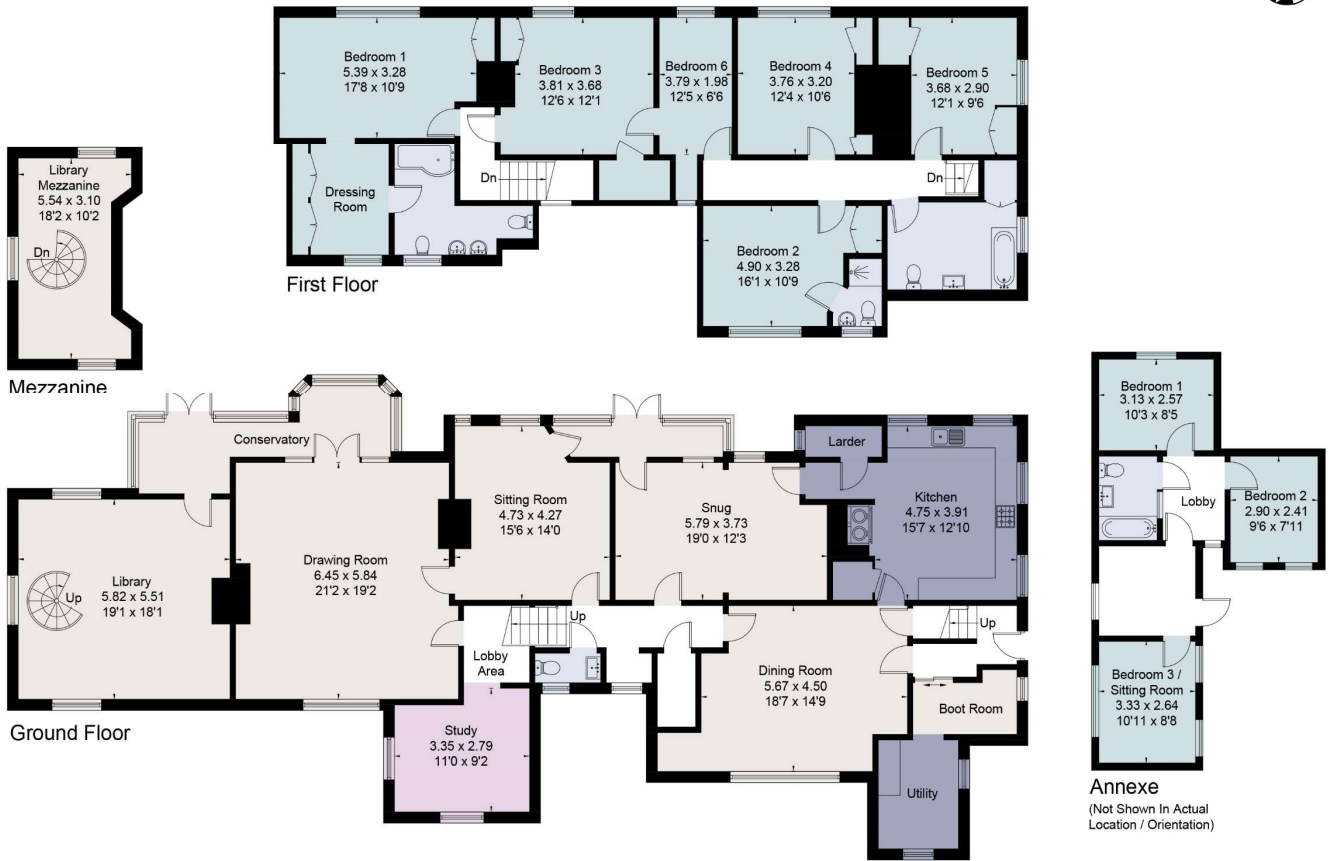 Bedroom 1
5.39 x 3.28
17'8 x 10'9
Bedroom 3
3.81 x 3.68
12'6 x 12'1
Bedroom 6
3.79 x 1.98
12'5 x 6'6
Bedroom 4
3.76 x 3.20
12'4 x 10'6
Bedroom 5
3.68 x 2.90
12'1 x 9'6
Dressing
Room
Dn
Dn
Bedroom 2
4.90 x 3.28
16'1 x 10'9
First Floor
Library
Mezzanine
5.54 x 3.10
18'2 x 10'2
Dn
Mezzanine
Conservatory
Library
5.82 x 5.51
19'1 x 18'1
Up
Drawing Room
6.45 x 5.84
21'2 x 19'2
Sitting Room
4.73 x 4.27
15'6 x 14'0
Snug
5.79 x 3.73
19'0 x 12'3
Larder
Kitchen
4.75 x 3.91
15'7 x 12'10
Up
Lobby
Area
Up
Dining Room
5.67 x 4.50
18'7 x 14'9
Boot Room
Study
3.35 x 2.79
11'0 x 9'2
Utility
Ground Floor
Bedroom 1
3.13 x 2.57
10'3 x 8'5
Lobby
Bedroom 2
2.90 x 2.41
9'6 x 7'11
Bedroom 3 /
Sitting Room
3.33 x 2.64
10'11 x 8'8
Annexe
(Not Shown In Actual
Location / Orientation)